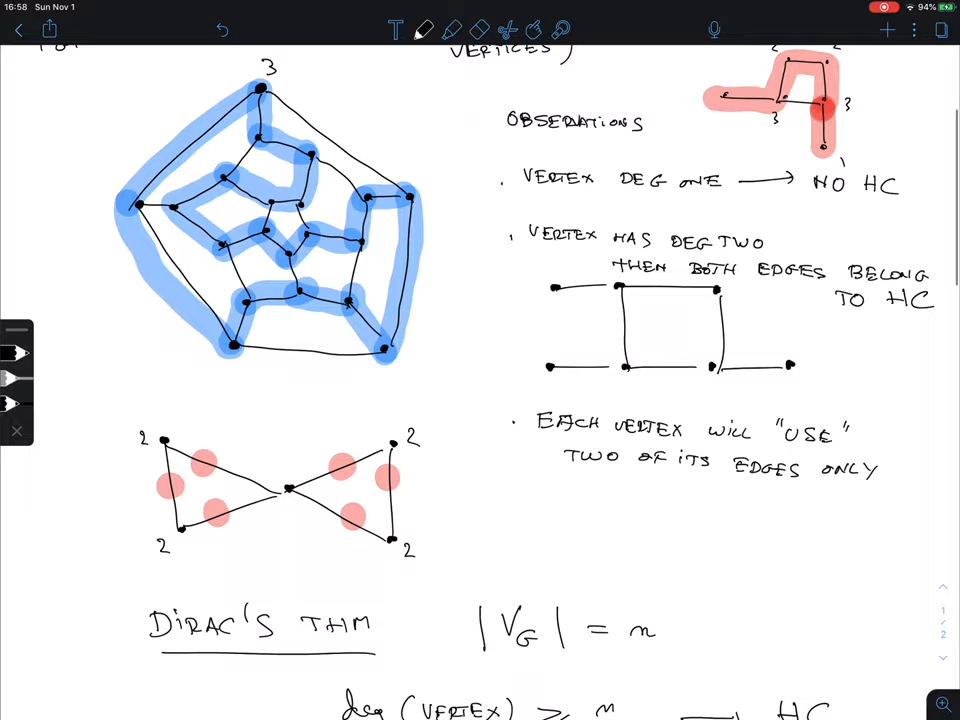 16:58 Sun Nov 1
94%
T
VERTICES)
3
2
3
3
1
OBSERVATIONS
. VERTEX DEG ONE → NO HC
. VERTEX HAS DEG TWO
THEN BOTH EDGES BELONG
TO HC
. EACH VERTEX WILL "USE"
TWO OF ITS EDGES ONLY
2
2
2
2
DIRAC'S THM |V_G| = n
deg (VERTEX) ≥ n → HC
1
/
2